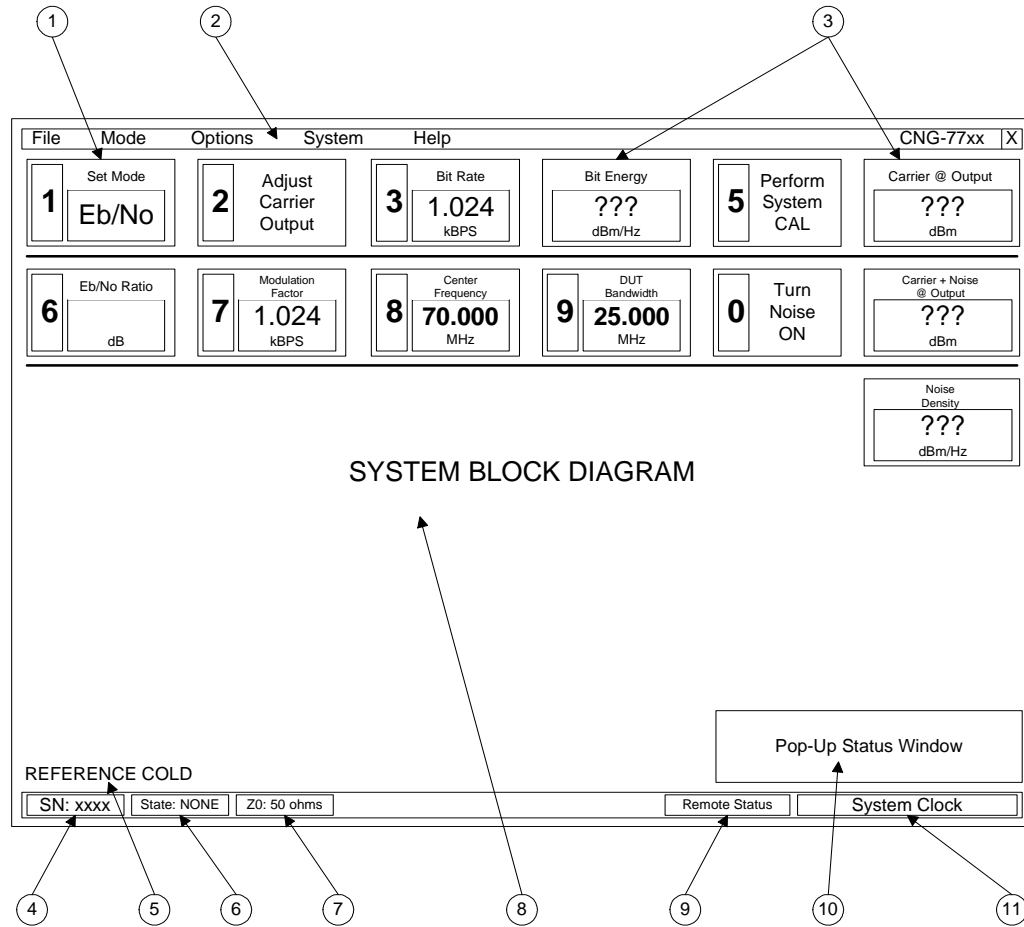 1 2 3
File Mode Options System Help CNG-77xx X
1 Set Mode Eb/No
2 Adjust Carrier Output
3 Bit Rate 1.024 kBPS
Bit Energy ??? dBm/Hz
5 Perform System CAL
Carrier @ Output ??? dBm
6 Eb/No Ratio dB
7 Modulation Factor 1.024 kBPS
8 Center Frequency 70.000 MHz
9 DUT Bandwidth 25.000 MHz
0 Turn Noise ON
Carrier + Noise @ Output ??? dBm
Noise Density ??? dBm/Hz
SYSTEM BLOCK DIAGRAM
Pop-Up Status Window
REFERENCE COLD
SN: xxxx State: NONE Z0: 50 ohms Remote Status System Clock
4 5 6 7 8 9 10 11